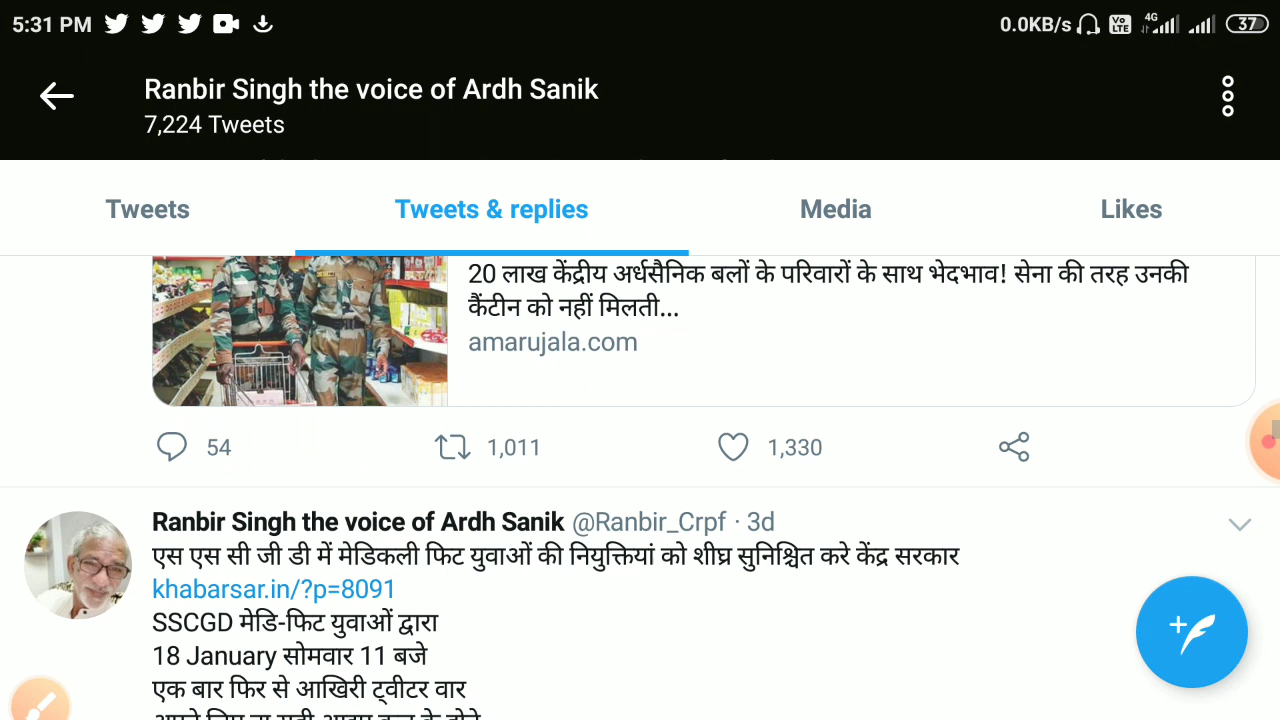 5:31 PM
0.0KB/s Vo LTE 4G 37
Ranbir Singh the voice of Ardh Sanik
7,224 Tweets
Tweets Tweets & replies Media Likes
20 लाख केंद्रीय अर्धसैनिक बलों के परिवारों के साथ भेदभाव! सेना की तरह उनकी
कैंटीन को नहीं मिलती...
amarujala.com
54 1,011 1,330
Ranbir Singh the voice of Ardh Sanik @Ranbir_Crpf · 3d
एस एस सी जी डी में मेडिकली फिट युवाओं की नियुक्तियां को शीघ्र सुनिश्चित करे केंद्र सरकार
khabarsar.in/?p=8091
SSCGD मेडि-फिट युवाओं द्वारा
18 January सोमवार 11 बजे
एक बार फिर से आखिरी ट्वीटर वार